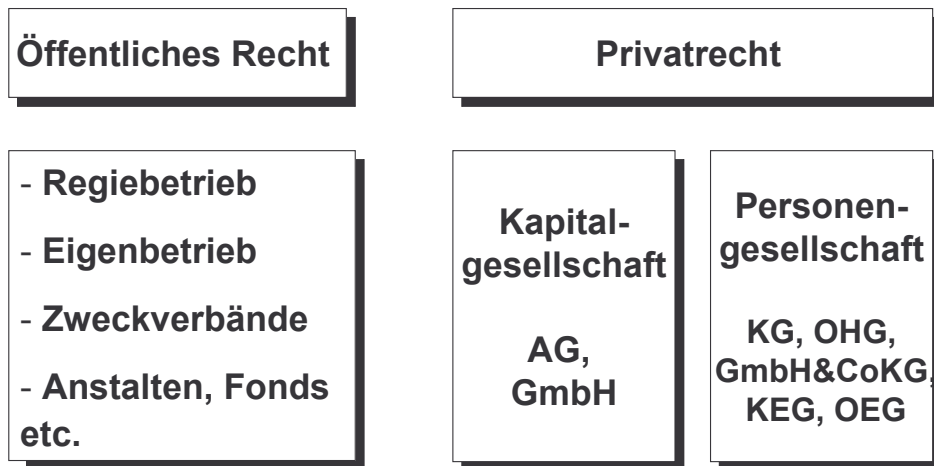 Öffentliches Recht
Privatrecht
- Regiebetrieb
- Eigenbetrieb
- Zweckverbände
- Anstalten, Fonds
etc.
Kapital-
gesellschaft
AG,
GmbH
Personen-
gesellschaft
KG, OHG,
GmbH&CoKG,
KEG, OEG